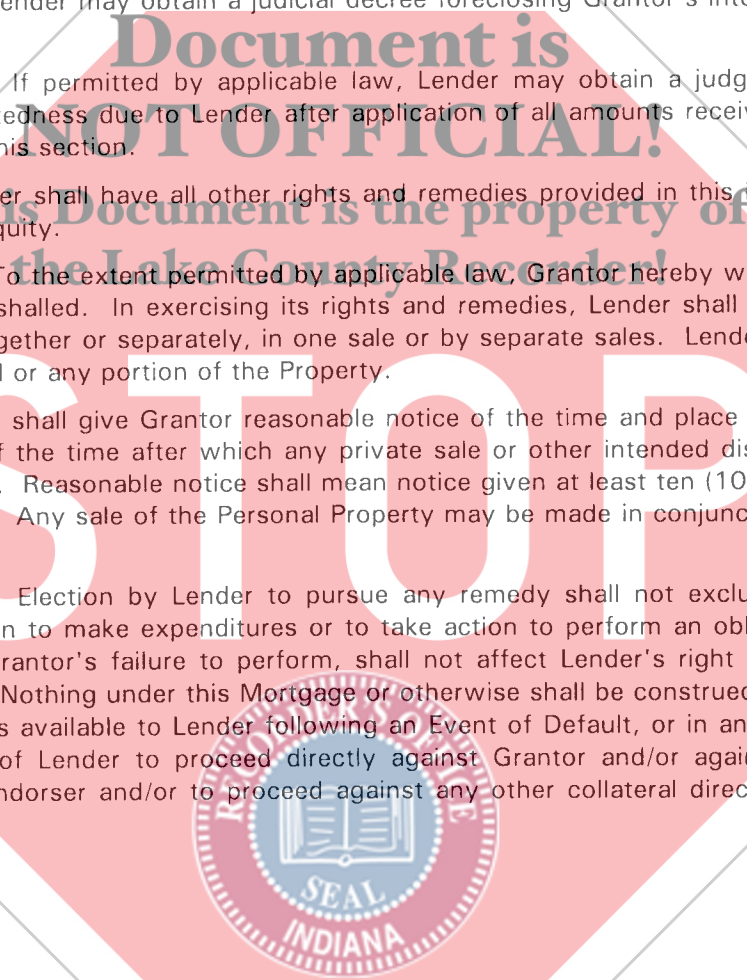 ender may obtain a judicial decree foreclosing Grantor's inte
Document is
If permitted by applicable law, Lender may obtain a judg
tedness due to Lender after application of all amounts receiv
NOT OFFICIAL!
his section.
er shall have all other rights and remedies provided in this
is Document is the property of
quity.
the Lake County Recorder!
To the extent permitted by applicable law, Grantor hereby w
shalled. In exercising its rights and remedies, Lender shall
gether or separately, in one sale or by separate sales. Lende
l or any portion of the Property.
STOP
shall give Grantor reasonable notice of the time and place
f the time after which any private sale or other intended dis
. Reasonable notice shall mean notice given at least ten (10
Any sale of the Personal Property may be made in conjunc
Election by Lender to pursue any remedy shall not exclu
n to make expenditures or to take action to perform an obl
rantor's failure to perform, shall not affect Lender's right
Nothing under this Mortgage or otherwise shall be construed
s available to Lender following an Event of Default, or in an
of Lender to proceed directly against Grantor and/or again
ndorser and/or to proceed against any other collateral direc
RECORDER'S OFFICE
SEAL
INDIANA